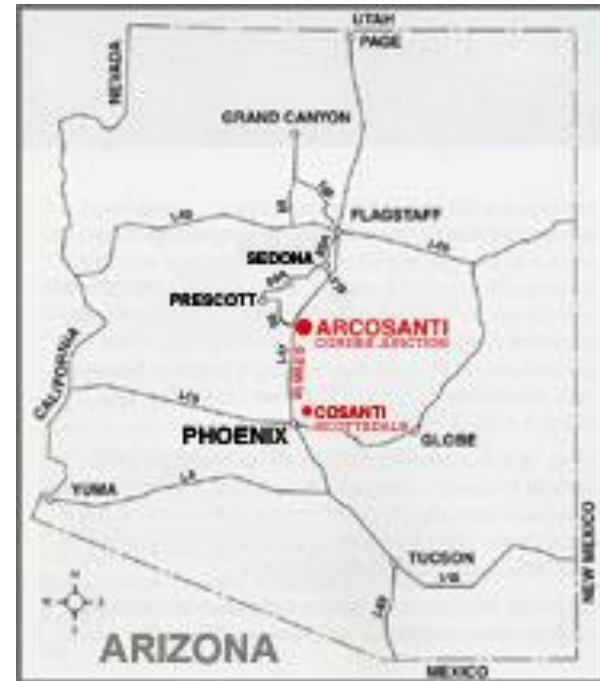 UTAH
PAGE
NEVADA
GRAND CANYON
FLAGSTAFF
SEDONA
PRESCOTT
ARCOSANTI
CORDES JUNCTION
CALIFORNIA
COSANTI
SCOTTSDALE
PHOENIX
GLOBE
YUMA
TUCSON
NEW MEXICO
ARIZONA
MEXICO